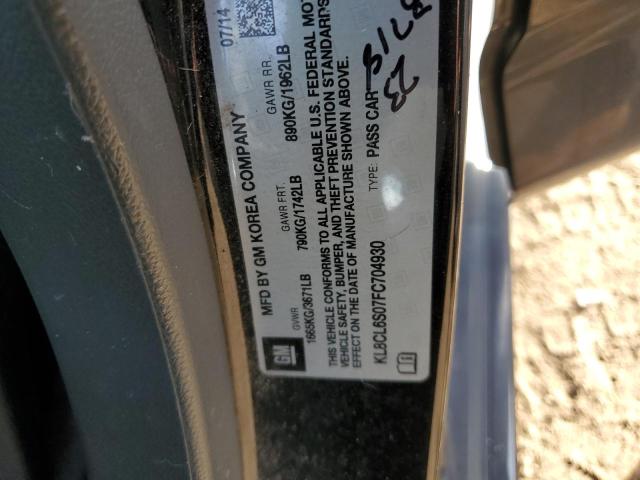 MFD BY GM KOREA COMPANY 07/14
GVWR GAWR FRT. GAWR RR.
1665KG/3671LB 790KG/1742LB 890KG/1962LB
THIS VEHICLE CONFORMS TO ALL APPLICABLE U.S. FEDERAL MOT
VEHICLE SAFETY, BUMPER, AND THEFT PREVENTION STANDARDS
EFFECT ON THE DATE OF MANUFACTURE SHOWN ABOVE.
KL8CL6S07FC704930 TYPE: PASS CAR
GM